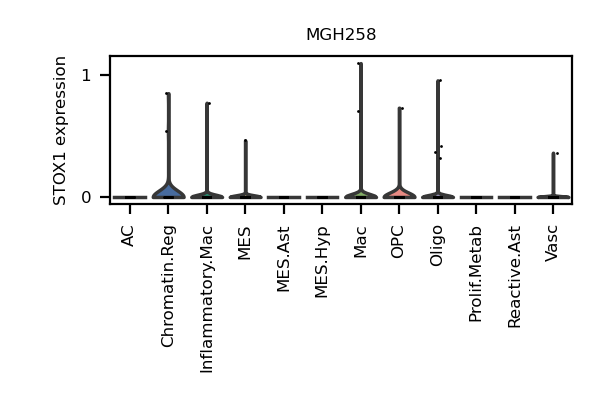 MGH258
STOX1 expression
1
0
AC
Chromatin.Reg
Inflammatory.Mac
MES
MES.Ast
MES.Hyp
Mac
OPC
Oligo
Prolif.Metab
Reactive.Ast
Vasc